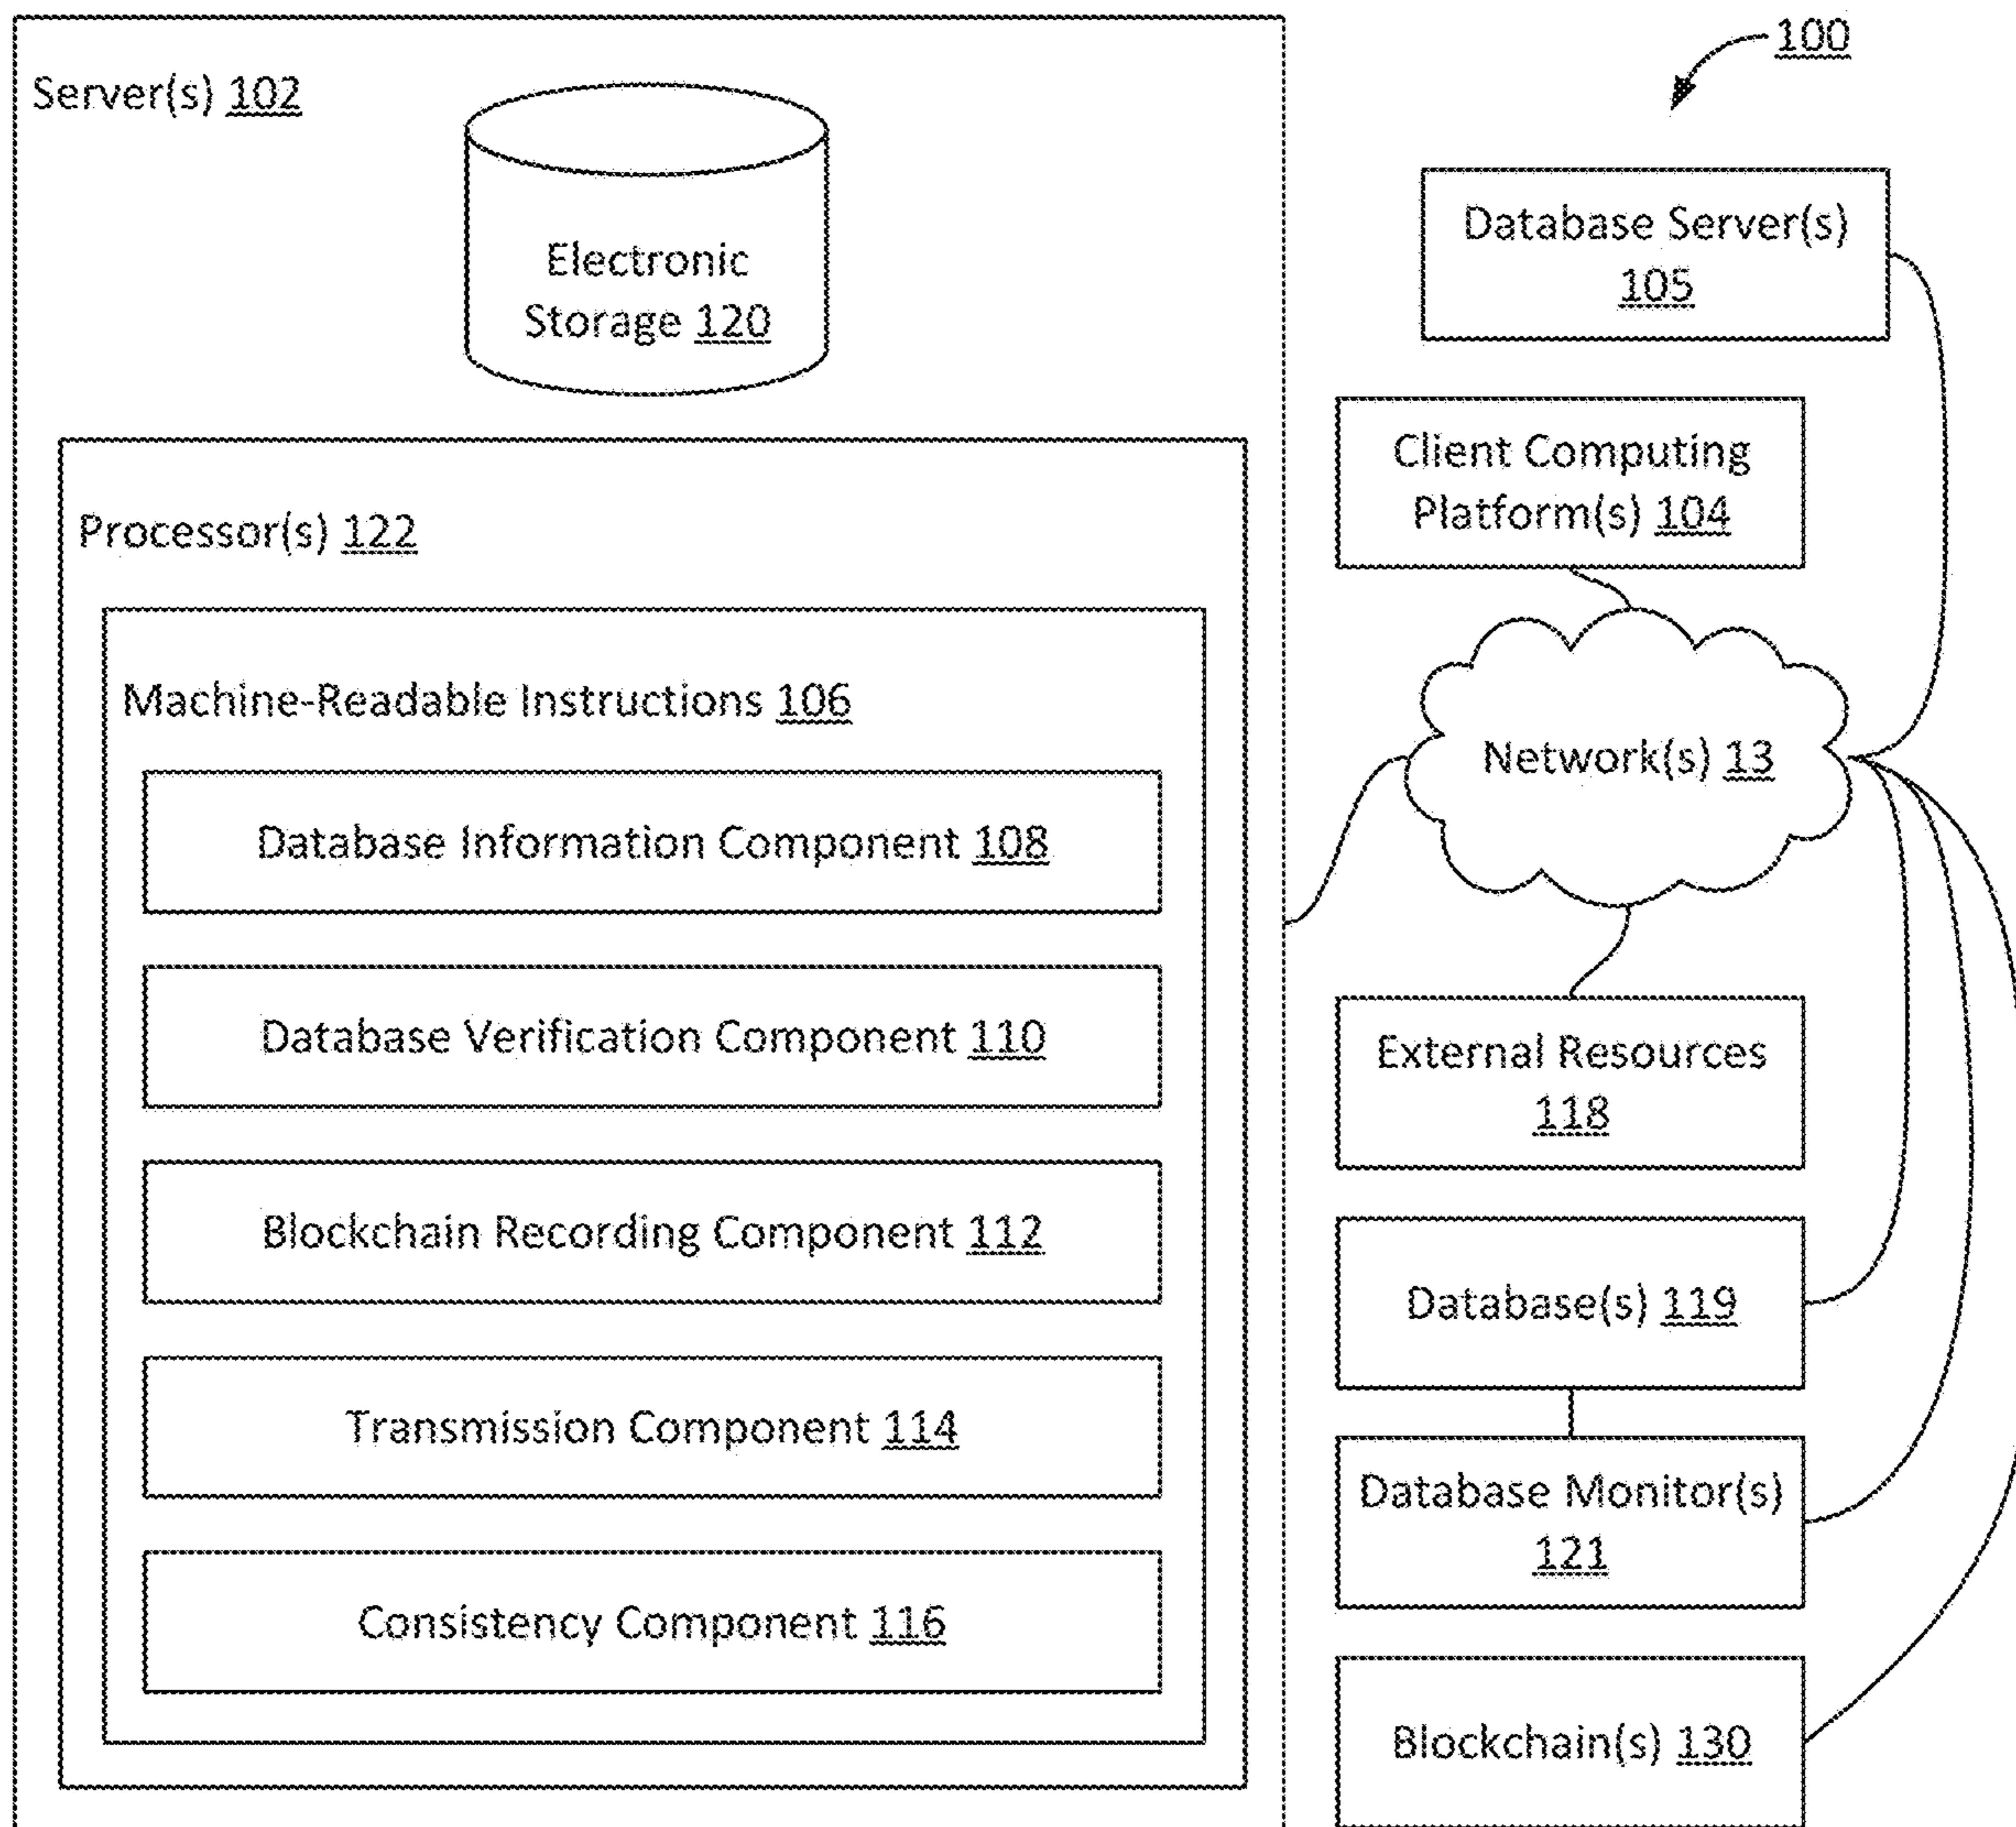 100
Server(s) 102
Electronic
Storage 120
Processor(s) 122
Machine-Readable Instructions 106
Database Information Component 108
Database Verification Component 110
Blockchain Recording Component 112
Transmission Component 114
Consistency Component 116
Database Server(s)
105
Client Computing
Platform(s) 104
Network(s) 13
External Resources
118
Database(s) 119
Database Monitor(s)
121
Blockchain(s) 130